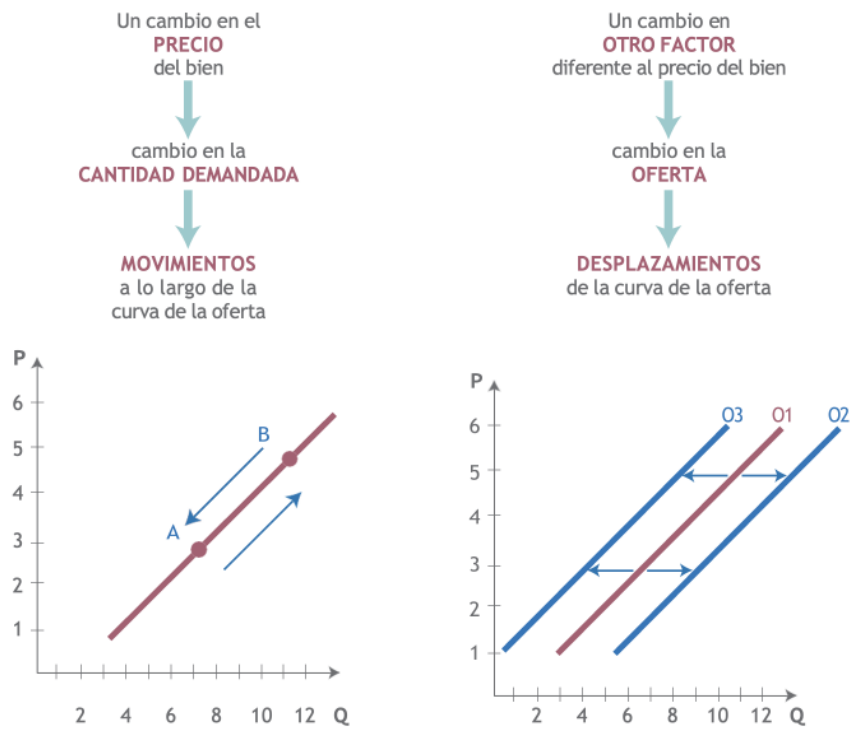 Un cambio en el
PRECIO
del bien
cambio en la
CANTIDAD DEMANDADA
MOVIMIENTOS
a lo largo de la
curva de la oferta
P
6
5
4
3
2
1
B
A
2 4 6 8 10 12 Q
Un cambio en
OTRO FACTOR
diferente al precio del bien
cambio en la
OFERTA
DESPLAZAMIENTOS
de la curva de la oferta
P
6
5
4
3
2
1
O3 O1 O2
2 4 6 8 10 12 Q